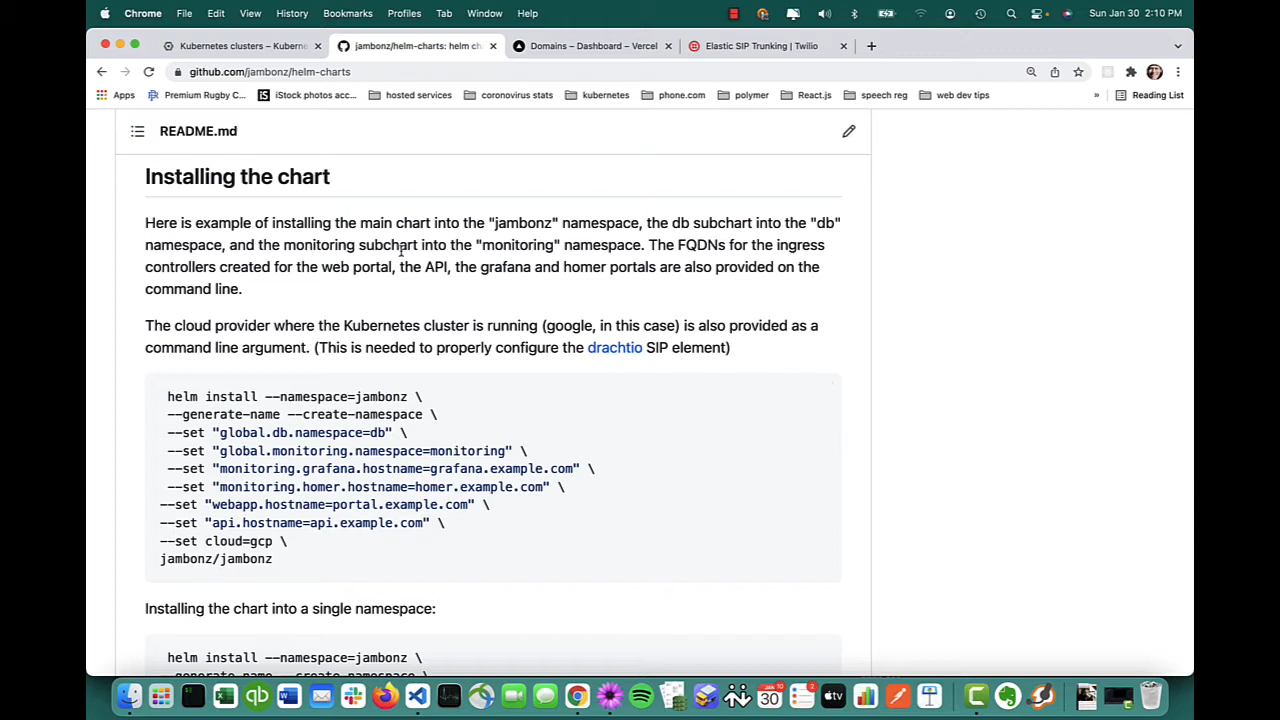 Chrome File Edit View History Bookmarks Profiles Tab Window Help Sun Jan 30 2:10 PM
Kubernetes clusters – Kuberne jambonz/helm-charts: helm ch Domains – Dashboard – Vercel Elastic SIP Trunking | Twilio
github.com/jambonz/helm-charts
Apps Premium Rugby C... iStock photos acc... hosted services coronovirus stats kubernetes phone.com polymer React.js speech reg web dev tips » Reading List
README.md
Installing the chart
Here is example of installing the main chart into the "jambonz" namespace, the db subchart into the "db"
namespace, and the monitoring subchart into the "monitoring" namespace. The FQDNs for the ingress
controllers created for the web portal, the API, the grafana and homer portals are also provided on the
command line.
The cloud provider where the Kubernetes cluster is running (google, in this case) is also provided as a
command line argument. (This is needed to properly configure the drachtio SIP element)
helm install --namespace=jambonz \
--generate-name --create-namespace \
--set "global.db.namespace=db" \
--set "global.monitoring.namespace=monitoring" \
--set "monitoring.grafana.hostname=grafana.example.com" \
--set "monitoring.homer.hostname=homer.example.com" \
--set "webapp.hostname=portal.example.com" \
--set "api.hostname=api.example.com" \
--set cloud=gcp \
jambonz/jambonz
Installing the chart into a single namespace:
helm install --namespace=jambonz \